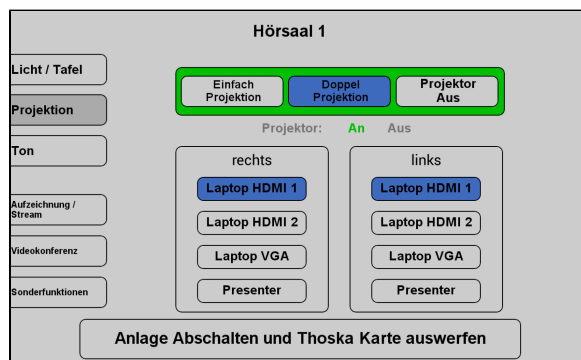 Hörsaal 1
Licht / Tafel
Projektion
Ton
Aufzeichnung /
Stream
Videokonferenz
Sonderfunktionen
Einfach
Projektion
Doppel
Projektion
Projektor
Aus
Projektor: An Aus
rechts
Laptop HDMI 1
Laptop HDMI 2
Laptop VGA
Presenter
links
Laptop HDMI 1
Laptop HDMI 2
Laptop VGA
Presenter
Anlage Abschalten und Thoska Karte auswerfen